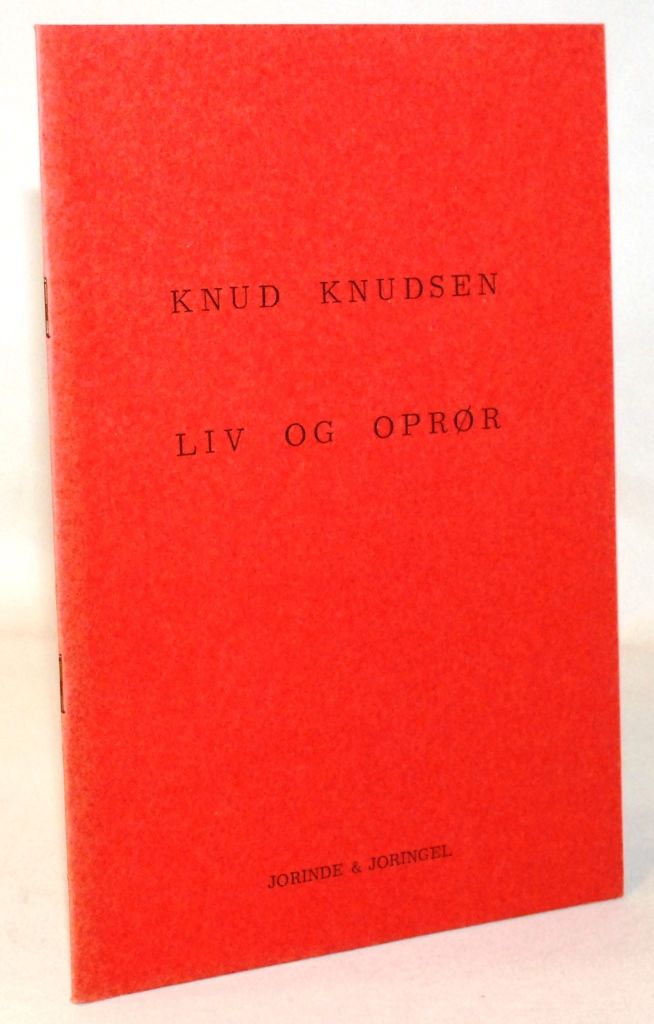 KNUD KNUDSEN
LIV OG OPRØR
JORINDE & JORINGEL